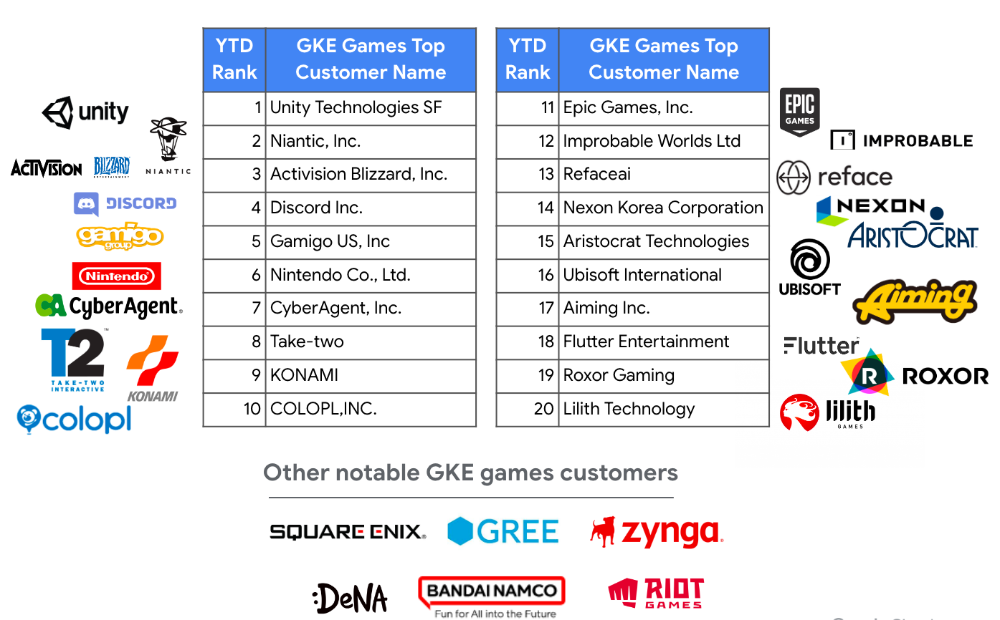 YTD Rank
GKE Games Top Customer Name
1 Unity Technologies SF
2 Niantic, Inc.
3 Activision Blizzard, Inc.
4 Discord Inc.
5 Gamigo US, Inc
6 Nintendo Co., Ltd.
7 CyberAgent, Inc.
8 Take-two
9 KONAMI
10 COLOPL,INC.
YTD Rank
GKE Games Top Customer Name
11 Epic Games, Inc.
12 Improbable Worlds Ltd
13 Refaceai
14 Nexon Korea Corporation
15 Aristocrat Technologies
16 Ubisoft International
17 Aiming Inc.
18 Flutter Entertainment
19 Roxor Gaming
20 Lilith Technology
unity
NIANTIC
ACTIVISION
BLIZZARD
ENTERTAINMENT
DISCORD
gamigo
group
Nintendo®
CA CyberAgent®
T2™
TAKE-TWO
INTERACTIVE
KONAMI
colopl
EPIC
GAMES
IMPROBABLE
reface
NEXON
ARISTOCRAT
UBISOFT
Aiming
Flutter
R ROXOR
lilith
GAMES
Other notable GKE games customers
SQUARE ENIX®
GREE
zynga®
:DeNA
BANDAI NAMCO
Fun for All into the Future
RIOT
GAMES